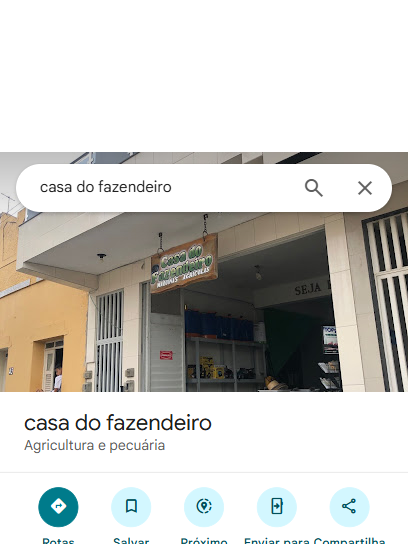 casa do fazendeiro
Casa do
Fazendeiro
AGRÍCOLAS
SEJA
casa do fazendeiro
Agricultura e pecuária
Rotas Salvar Próximo Enviar para Compartilha